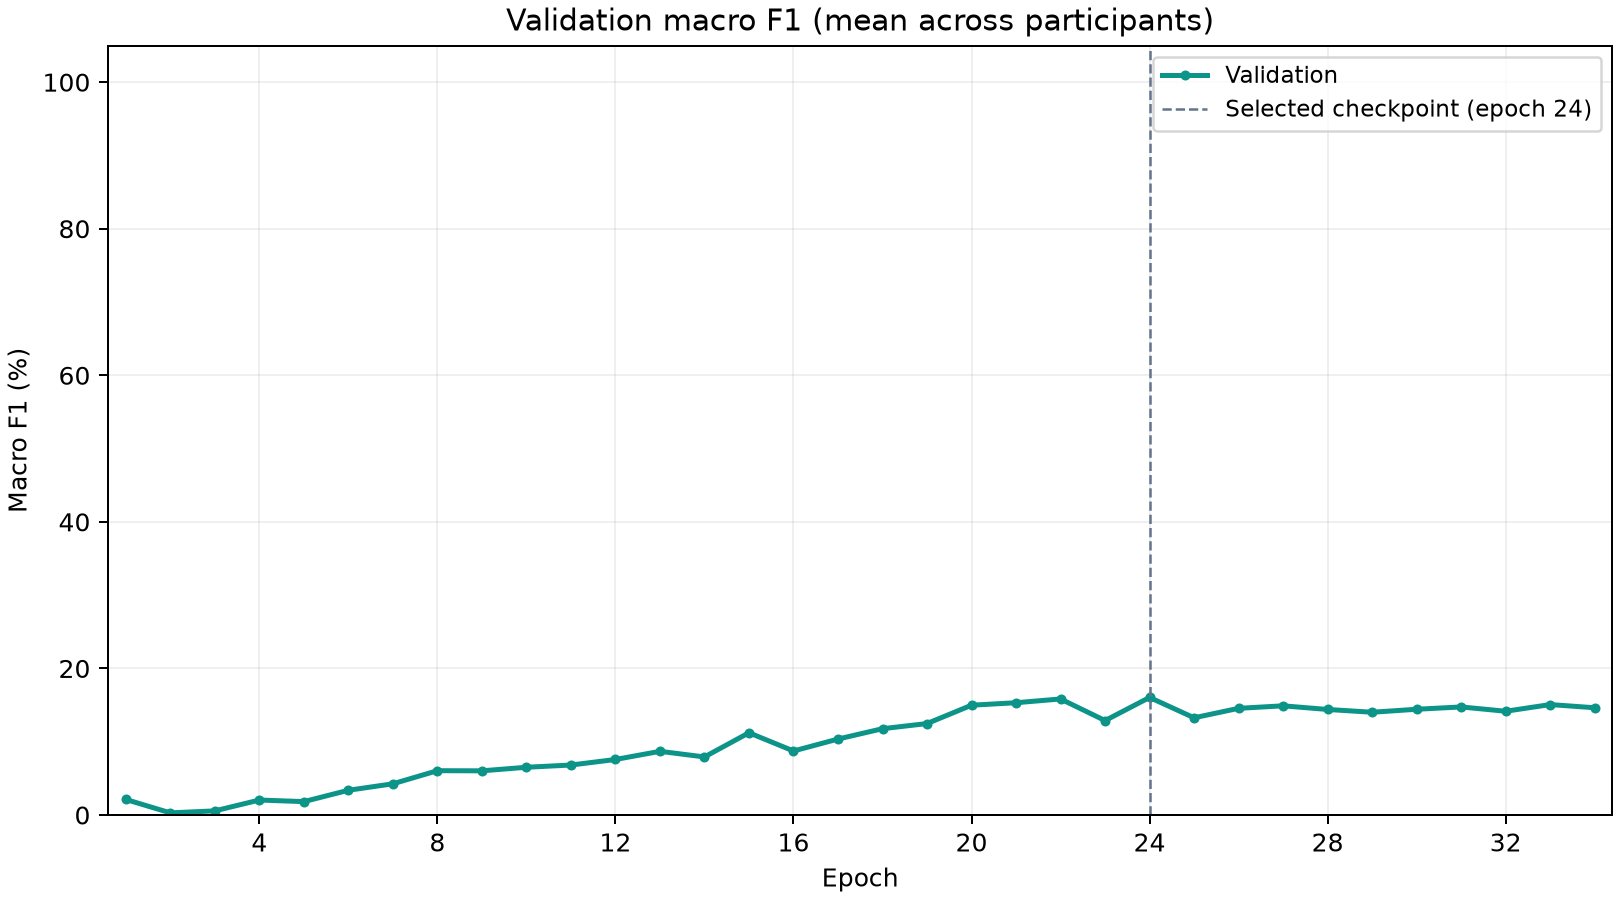 Validation macro F1 (mean across participants)
Validation
Selected checkpoint (epoch 24)
Macro F1 (%)
100
80
60
40
20
0
4 8 12 16 20 24 28 32
Epoch